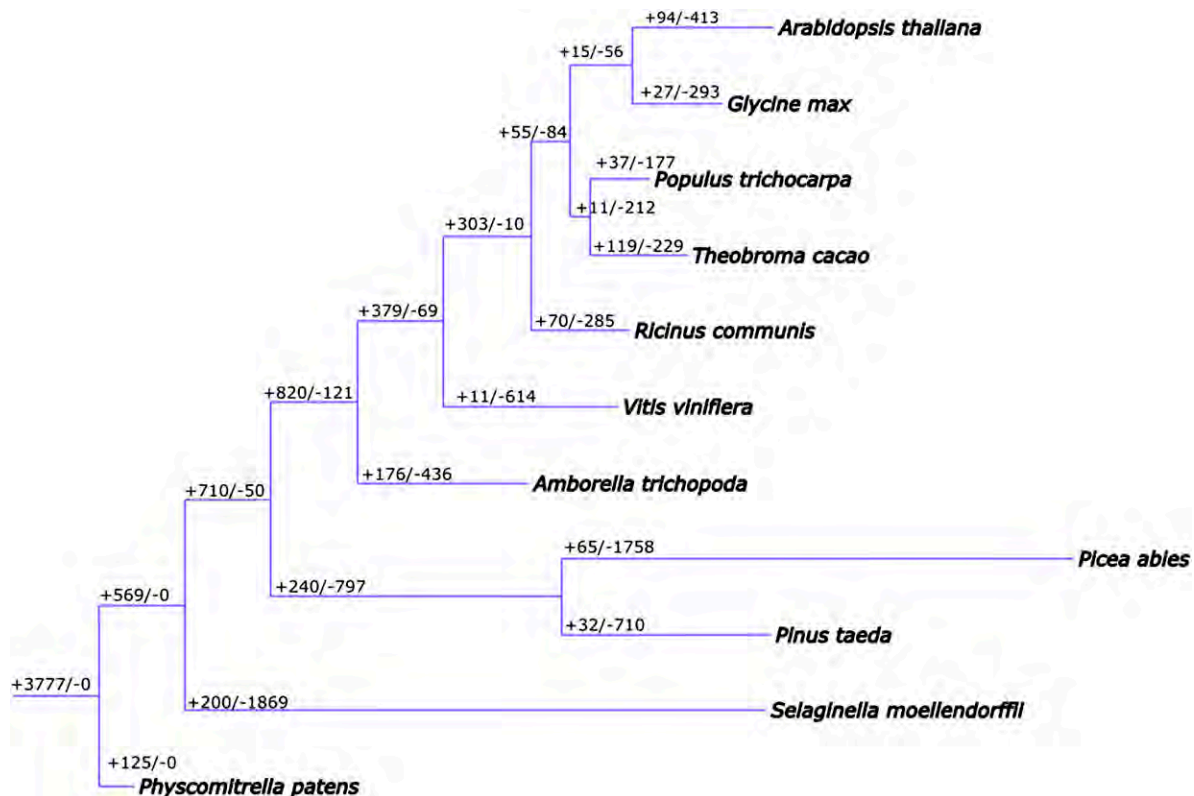 +94/-413
Arabidopsis thaliana
+15/-56
+27/-293
Glycine max
+55/-84
+37/-177
Populus trichocarpa
+11/-212
+303/-10
+119/-229
Theobroma cacao
+379/-69
+70/-285
Ricinus communis
+820/-121
+11/-614
Vitis vinifiera
+176/-436
Amborella trichopoda
+710/-50
+65/-1758
Picea abies
+240/-797
+569/-0
+32/-710
Pinus taeda
+3777/-0
+200/-1869
Selaginella moellendorffii
+125/-0
Physcomitrella patens